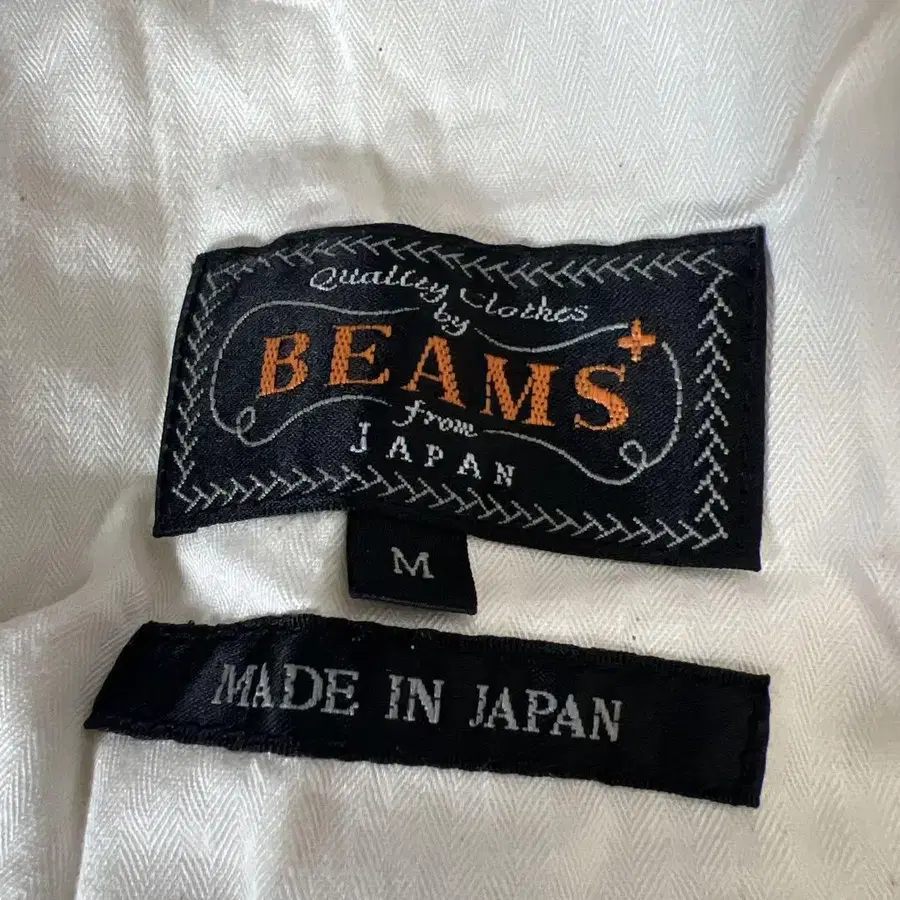 Quality Clothes
by
BEAMS+
from
JAPAN
M
MADE IN JAPAN